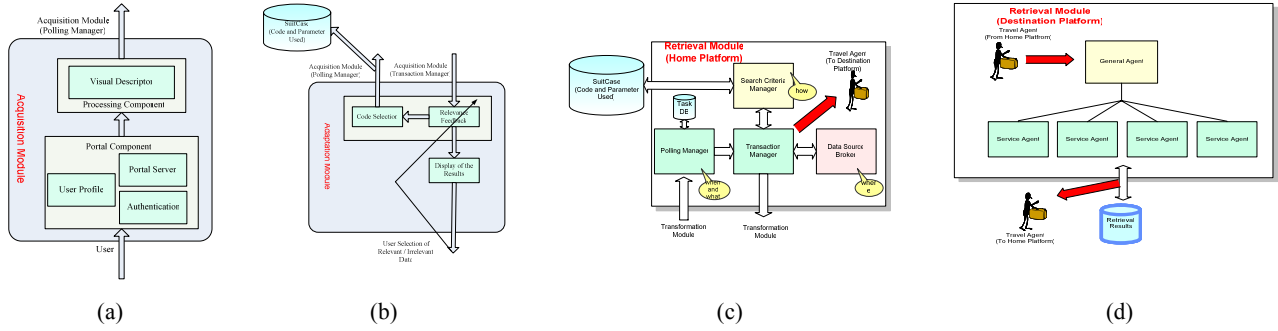 Acquisition Module
(Polling Manager)
Visual Descriptor
Processing Component
Acquisition Module
Portal Component
Portal Server
User Profile
Authentication
User
(a)
SuitCase
(Code and Parameter
Used)
Acquisition Module
(Polling Manager)
Acquisition Module
(Transaction Manager)
Code Selection
Relevance
Feedback
Adaptation Module
Display of the
Results
User Selection of
Relevant / Irrelevant
Data
(b)
Retrieval Module
(Home Platform)
SuitCase
(Code and Parameter
Used)
Search Criteria
Manager
how
Travel Agent
(To Destination
Platform)
Task
DE
Polling Manager
Transaction
Manager
Data Source
Broker
when
and
what
wher
e
Transformation
Module
Transformation
Module
(c)
Retrieval Module
(Destination Platform)
Travel Agent
(From Home Platfrom)
General Agent
Service Agent
Service Agent
Service Agent
Service Agent
Travel Agent
(To Home Platform)
Retrieval
Results
(d)